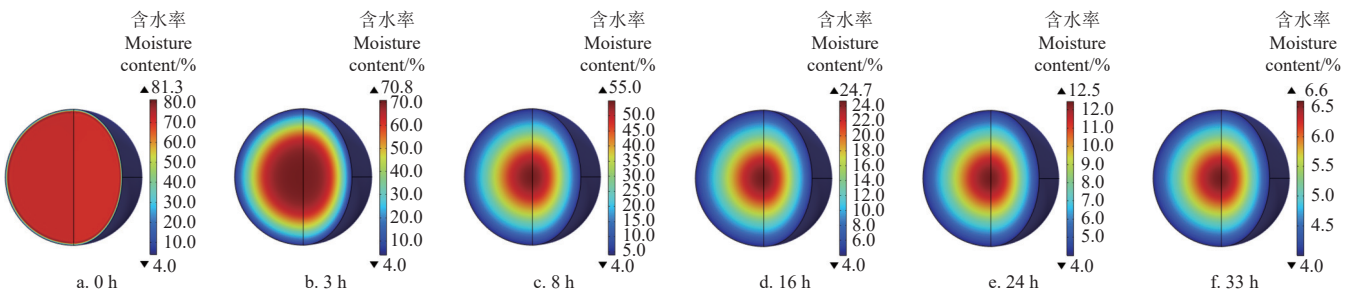 含水率
Moisture
content/%
▲81.3
80.0
70.0
60.0
50.0
40.0
30.0
20.0
10.0
▼4.0
a. 0 h
含水率
Moisture
content/%
▲70.8
70.0
60.0
50.0
40.0
30.0
20.0
10.0
▼4.0
b. 3 h
含水率
Moisture
content/%
▲55.0
50.0
45.0
40.0
35.0
30.0
25.0
20.0
15.0
10.0
5.0
▼4.0
c. 8 h
含水率
Moisture
content/%
▲24.7
24.0
22.0
20.0
18.0
16.0
14.0
12.0
10.0
8.0
6.0
▼4.0
d. 16 h
含水率
Moisture
content/%
▲12.5
12.0
11.0
10.0
9.0
8.0
7.0
6.0
5.0
▼4.0
e. 24 h
含水率
Moisture
content/%
▲ 6.6
6.5
6.0
5.5
5.0
4.5
▼4.0
f. 33 h